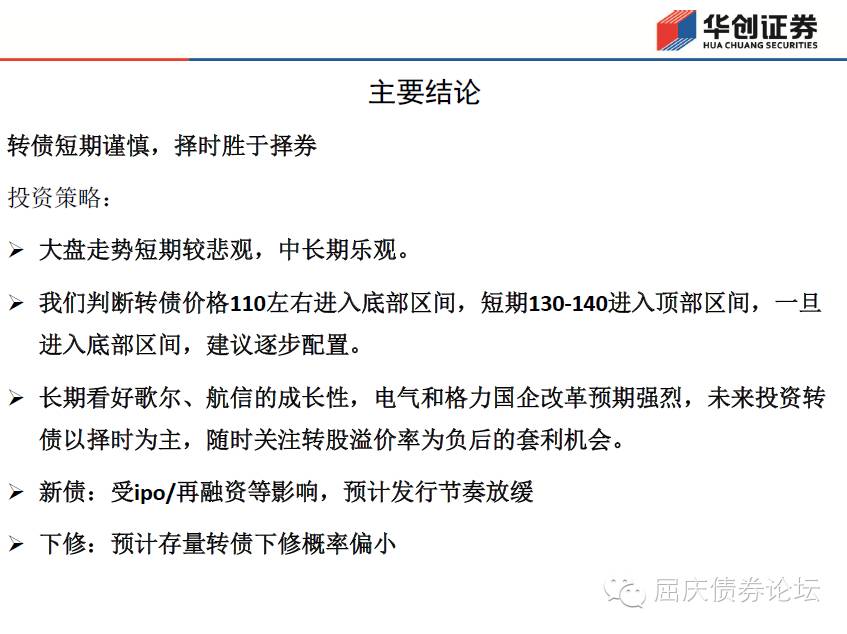 华创证券
HUA CHUANG SECURITIES
主要结论
转债短期谨慎，择时胜于择券
投资策略：
➢ 大盘走势短期较悲观，中长期乐观。
➢ 我们判断转债价格110左右进入底部区间，短期130-140进入顶部区间，一旦
进入底部区间，建议逐步配置。
➢ 长期看好歌尔、航信的成长性，电气和格力国企改革预期强烈，未来投资转
债以择时为主，随时关注转股溢价率为负后的套利机会。
➢ 新债：受ipo/再融资等影响，预计发行节奏放缓
➢ 下修：预计存量转债下修概率偏小
屈庆债券论坛